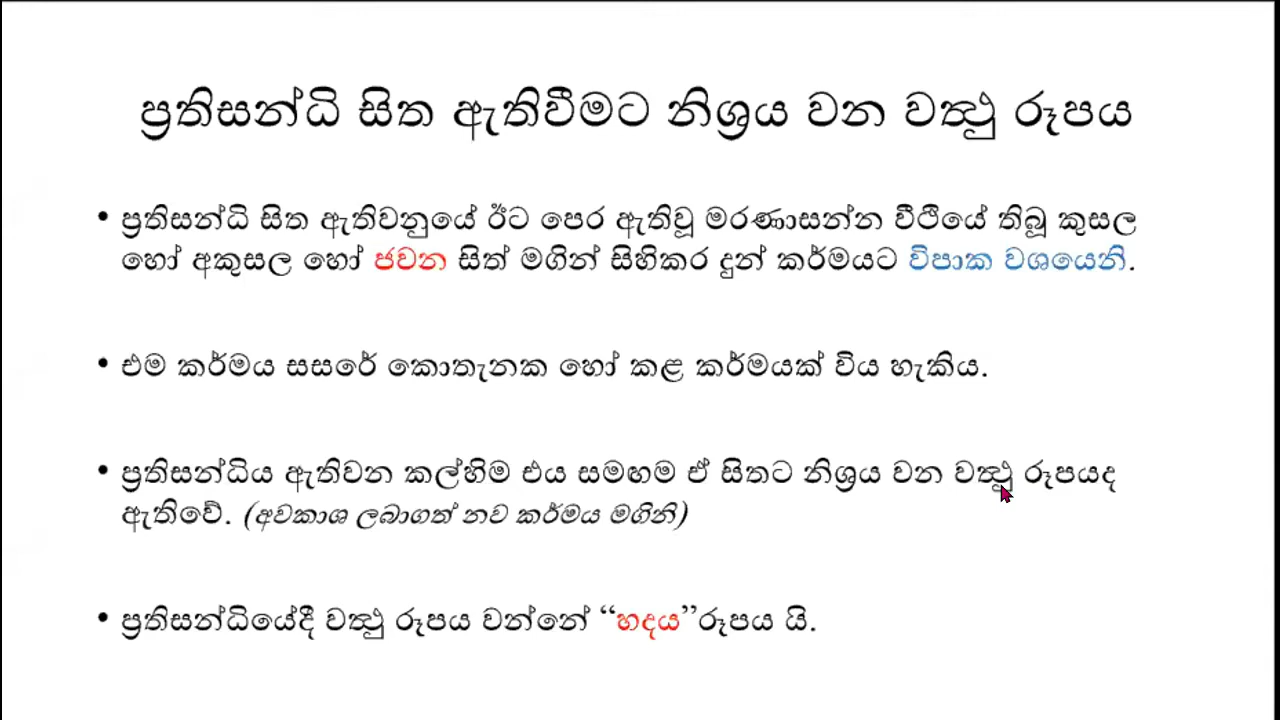 ප්‍රතිසන්ධි සිත ඇතිවීමට නිශ්‍රය වන වත්‍ථු රූපය
• ප්‍රතිසන්ධි සිත ඇතිවනුයේ ඊට පෙර ඇතිවූ මරණාසන්න වීථියේ තිබූ කුසල
හෝ අකුසල හෝ ජවන සිත් මගින් සිහිකර දුන් කර්මයට විපාක වශයෙනි.
• එම කර්මය සසරේ කොතැනක හෝ කළ කර්මයක් විය හැකිය.
• ප්‍රතිසන්ධිය ඇතිවන කල්හිම එය සමඟම ඒ සිතට නිශ්‍රය වන වත්‍ථු රූපයද
ඇතිවේ. (අවකාශ ලබාගත් නව කර්මය මගිනි)
• ප්‍රතිසන්ධියේදී වත්‍ථු රූපය වන්නේ “හදය”රූපය යි.